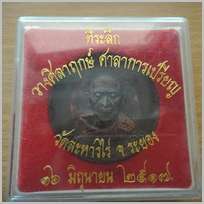 ที่ระลึก
วางศิลาฤกษ์ ศาลาการเปรียญ
วัดละหารไร่ จ.ระยอง
๑๖ มิถุนายน ๒๕๑๗